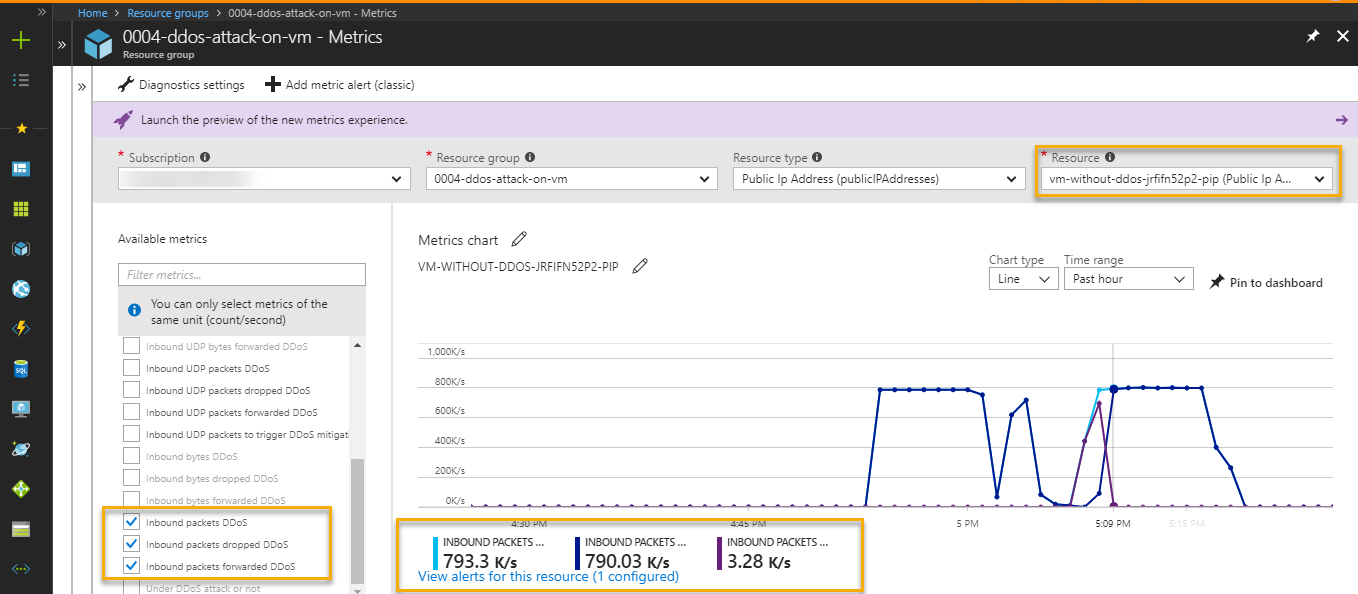 Home > Resource groups > 0004-ddos-attack-on-vm - Metrics
0004-ddos-attack-on-vm - Metrics
Resource group
Diagnostics settings
Add metric alert (classic)
Launch the preview of the new metrics experience.
* Subscription
* Resource group
Resource type
* Resource
0004-ddos-attack-on-vm
Public Ip Address (publicIPAddresses)
vm-without-ddos-jrfifn52p2-pip (Public Ip A...
Available metrics
Filter metrics...
You can only select metrics of the
same unit (count/second)
Inbound UDP bytes forwarded DDoS
Inbound UDP packets DDoS
Inbound UDP packets dropped DDoS
Inbound UDP packets forwarded DDoS
Inbound UDP packets to trigger DDoS mitigat
Inbound bytes DDoS
Inbound bytes dropped DDoS
Inbound bytes forwarded DDoS
Inbound packets DDoS
Inbound packets dropped DDoS
Inbound packets forwarded DDoS
Under DDoS attack or not
Metrics chart
VM-WITHOUT-DDOS-JRFIFN52P2-PIP
Chart type
Line
Time range
Past hour
Pin to dashboard
1,000K/s
800K/s
600K/s
400K/s
200K/s
0K/s
4:30 PM
4:45 PM
5 PM
5:09 PM
5:15 PM
INBOUND PACKETS ...
793.3 K/s
INBOUND PACKETS ...
790.03 K/s
INBOUND PACKETS ...
3.28 K/s
View alerts for this resource (1 configured)
SQL